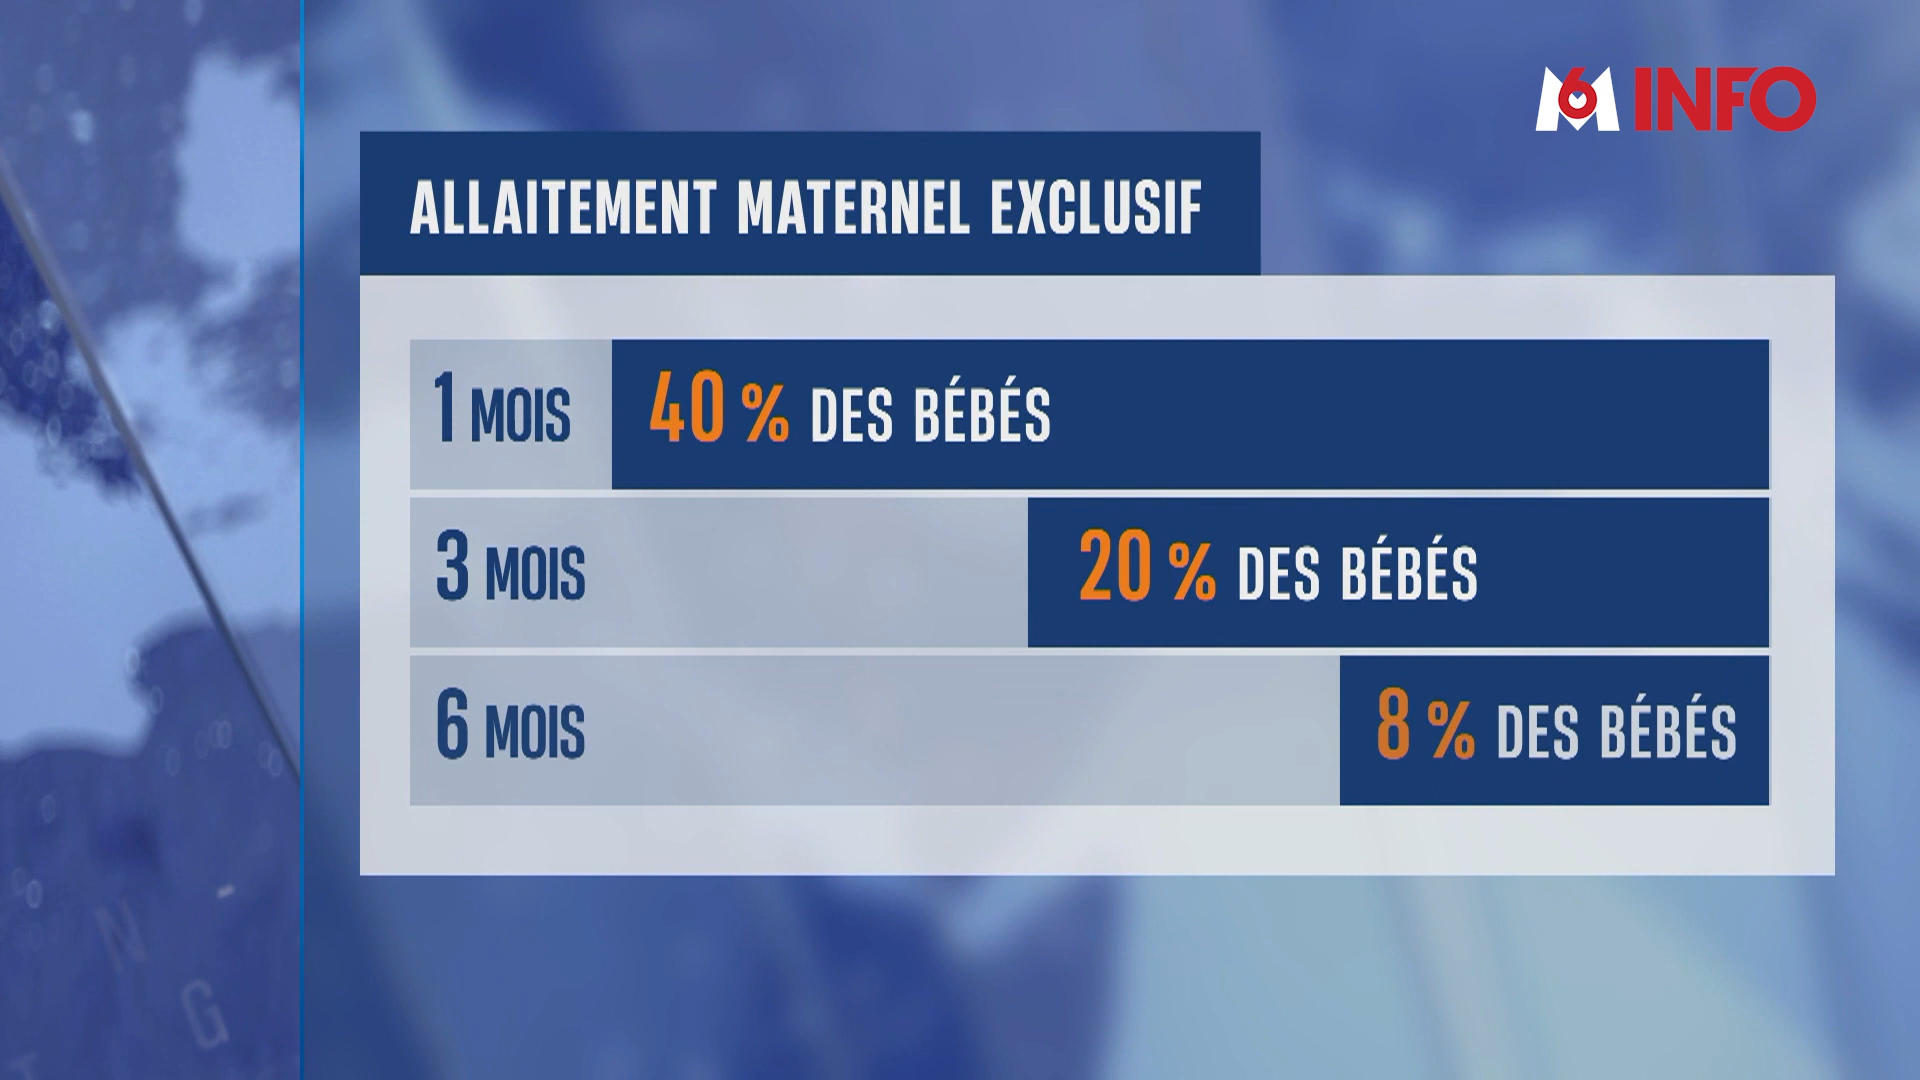 M6 INFO
ALLAITEMENT MATERNEL EXCLUSIF
1 MOIS 40 % DES BÉBÉS
3 MOIS 20 % DES BÉBÉS
6 MOIS 8 % DES BÉBÉS
N
G